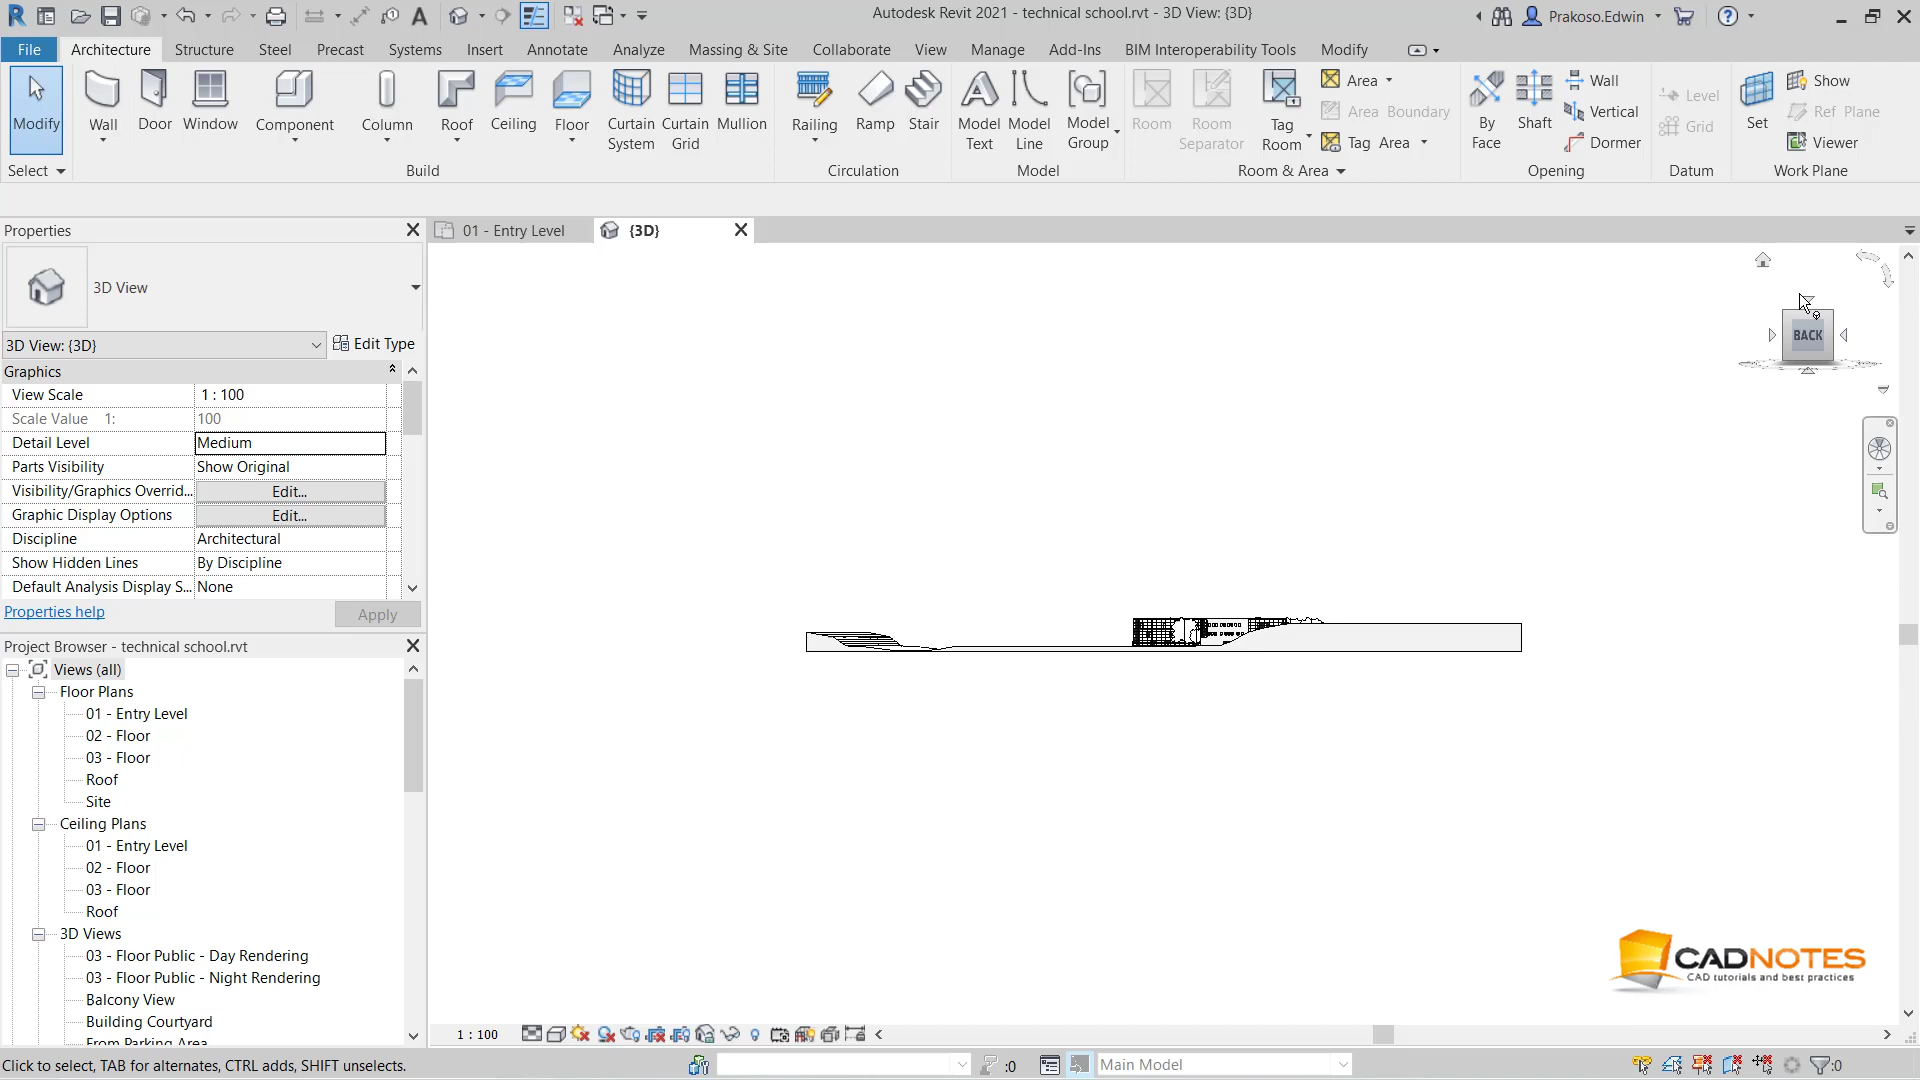 Autodesk Revit 2021 - technical school.rvt - 3D View: {3D}
Prakoso.Edwin
File Architecture Structure Steel Precast Systems Insert Annotate Analyze Massing & Site Collaborate View Manage Add-Ins BIM Interoperability Tools Modify
Modify
Wall
Door
Window
Component
Column
Roof
Ceiling
Floor
Curtain System
Curtain Grid
Mullion
Railing
Ramp
Stair
Model Text
Model Line
Model Group
Room
Room Separator
Tag Room
Area
Area Boundary
Tag Area
By Face
Shaft
Wall
Vertical
Dormer
Level
Grid
Set
Show
Ref Plane
Viewer
Select
Build
Circulation
Model
Room & Area
Opening
Datum
Work Plane
Properties
01 - Entry Level
{3D}
3D View
3D View: {3D}
Edit Type
Graphics
View Scale 1 : 100
Scale Value 1: 100
Detail Level Medium
Parts Visibility Show Original
Visibility/Graphics Overrid... Edit...
Graphic Display Options Edit...
Discipline Architectural
Show Hidden Lines By Discipline
Default Analysis Display S... None
Properties help
Apply
Project Browser - technical school.rvt
Views (all)
Floor Plans
01 - Entry Level
02 - Floor
03 - Floor
Roof
Site
Ceiling Plans
01 - Entry Level
02 - Floor
03 - Floor
Roof
3D Views
03 - Floor Public - Day Rendering
03 - Floor Public - Night Rendering
Balcony View
Building Courtyard
From Parking Area
BACK
CADNOTES
CAD tutorials and best practices
1 : 100
Click to select, TAB for alternates, CTRL adds, SHIFT unselects.
:0
Main Model
:0